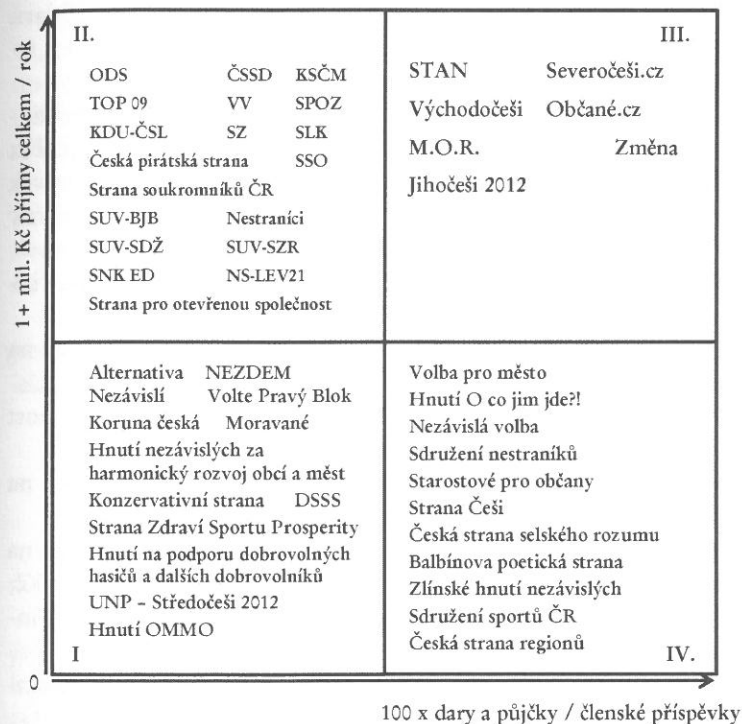 II.
ODS ČSSD KSČM
TOP 09 VV SPOZ
KDU-ČSL SZ SLK
Česká pirátská strana SSO
Strana soukromníků ČR
SUV-BJB Nestraníci
SUV-SDŽ SUV-SZR
SNK ED NS-LEV21
Strana pro otevřenou společnost
III.
STAN Severočeši.cz
Východočeši Občané.cz
M.O.R. Změna
Jihočeši 2012
Alternativa NEZDEM
Nezávislí Volte Pravý Blok
Koruna česká Moravané
Hnutí nezávislých za
harmonický rozvoj obcí a měst
Konzervativní strana DSSS
Strana Zdraví Sportu Prosperity
Hnutí na podporu dobrovolných
hasičů a dalších dobrovolníků
UNP – Středočeši 2012
Hnutí OMMO
I
Volba pro město
Hnutí O co jim jde?!
Nezávislá volba
Sdružení nestraníků
Starostové pro občany
Strana Češi
Česká strana selského rozumu
Balbínova poetická strana
Zlínské hnutí nezávislých
Sdružení sportů ČR
Česká strana regionů
IV.
1+ mil. Kč příjmy celkem / rok
0
100 x dary a půjčky / členské příspěvky